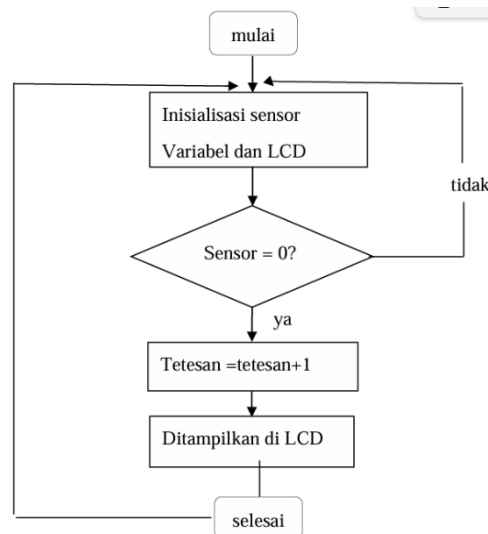 mulai
Inisialisasi sensor
Variabel dan LCD
tidak
Sensor = 0?
ya
Tetesan =tetesan+1
Ditampilkan di LCD
selesai